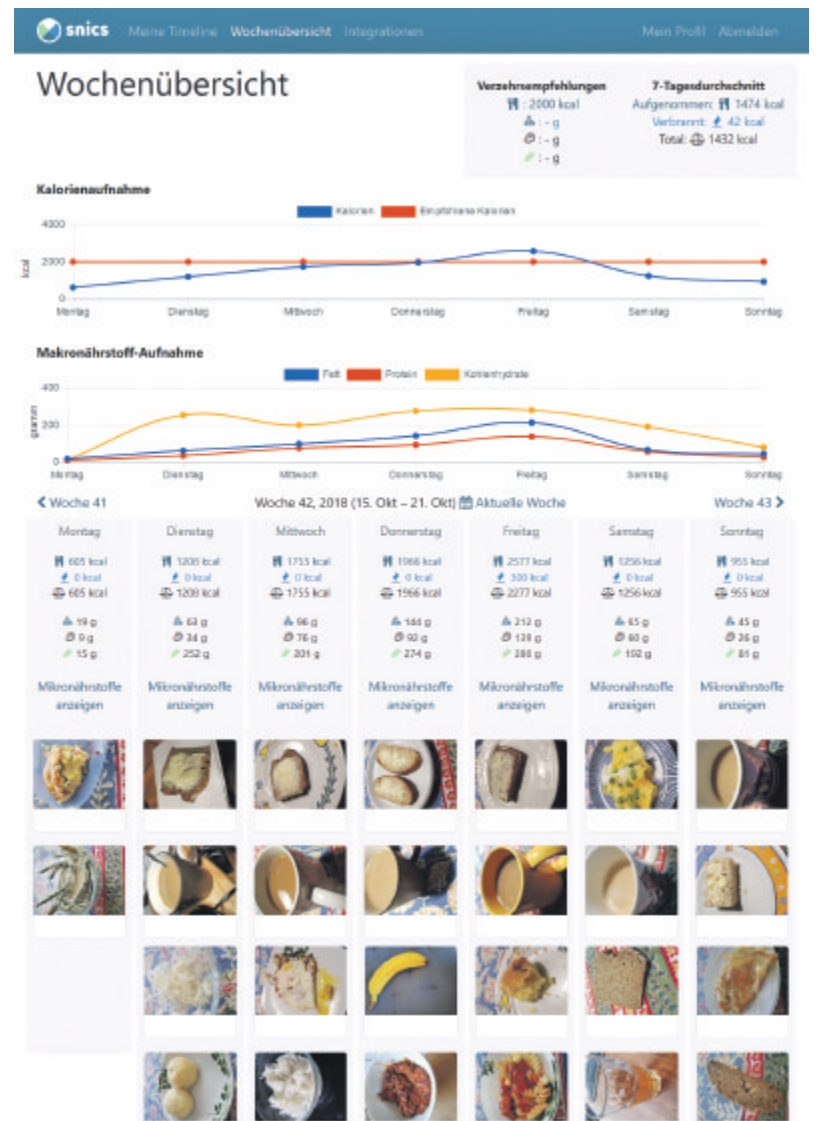 snics Meine Timeline Wochenübersicht Integrationen Mein Profil Abmelden
Wochenübersicht
Verzehrsempfehlungen
: 2000 kcal
: - g
: - g
: - g
7-Tagesdurchschnitt
Aufgenommen: 1474 kcal
Verbrannt: 42 kcal
Total: 1432 kcal
Kalorienaufnahme
Kalorien Empfohlene Kalorien
4000
2000
0
kcal
Montag Dienstag Mittwoch Donnerstag Freitag Samstag Sonntag
Makronährstoff-Aufnahme
Fett Protein Kohlenhydrate
400
200
0
gramm
Montag Dienstag Mittwoch Donnerstag Freitag Samstag Sonntag
Woche 41 Woche 42, 2018 (15. Okt – 21. Okt) Aktuelle Woche Woche 43
Montag Dienstag Mittwoch Donnerstag Freitag Samstag Sonntag
605 kcal 1208 kcal 1755 kcal 1966 kcal 2577 kcal 1256 kcal 955 kcal
0 kcal 0 kcal 0 kcal 0 kcal 300 kcal 0 kcal 0 kcal
605 kcal 1208 kcal 1755 kcal 1966 kcal 2277 kcal 1256 kcal 955 kcal
19 g 63 g 96 g 144 g 212 g 65 g 45 g
9 g 34 g 76 g 92 g 139 g 60 g 26 g
15 g 252 g 201 g 274 g 280 g 192 g 81 g
Mikronährstoffe Mikronährstoffe Mikronährstoffe Mikronährstoffe Mikronährstoffe Mikronährstoffe Mikronährstoffe
anzeigen anzeigen anzeigen anzeigen anzeigen anzeigen anzeigen